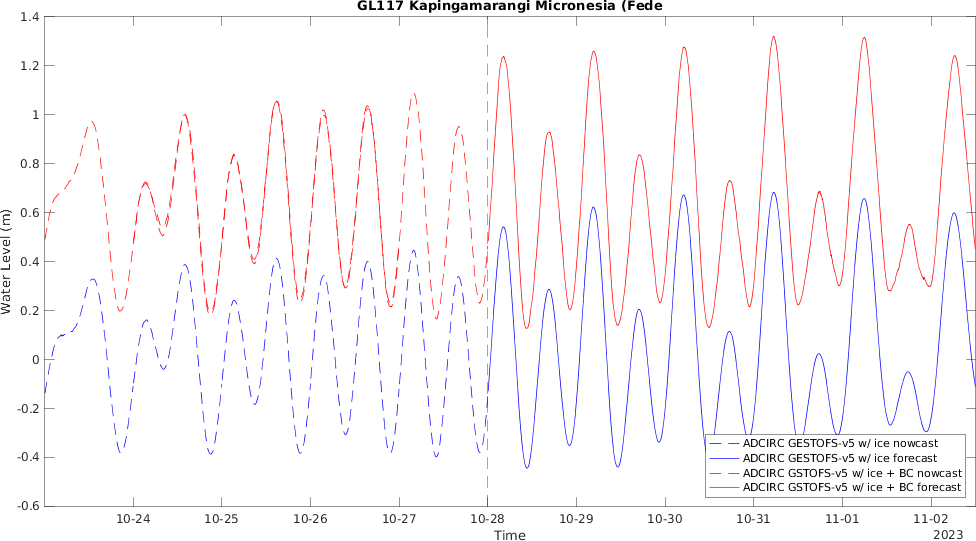 GL117 Kapingamarangi Micronesia (Fede
1.4
1.2
1
0.8
0.6
0.4
0.2
0
-0.2
-0.4
-0.6
Water Level (m)
ADCIRC GESTOFS-v5 w/ ice nowcast
ADCIRC GESTOFS-v5 w/ ice forecast
ADCIRC GSTOFS-v5 w/ ice + BC nowcast
ADCIRC GSTOFS-v5 w/ ice + BC forecast
10-24 10-25 10-26 10-27 10-28 10-29 10-30 10-31 11-01 11-02
Time
2023